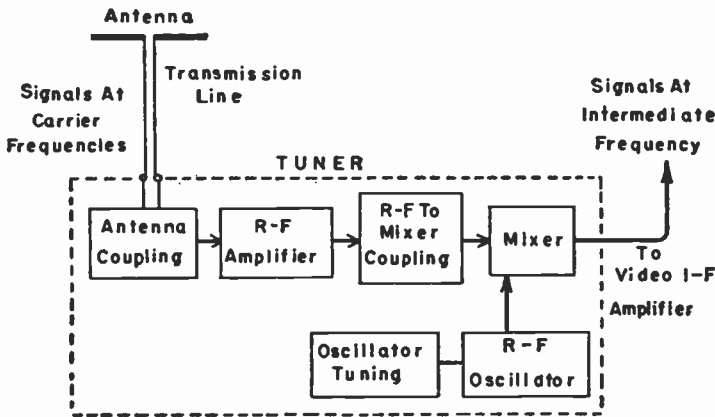 Antenna
Transmission
Line
Signals At
Carrier
Frequencies
Signals At
Intermediate
Frequency
TUNER
Antenna
Coupling
R-F
Amplifier
R-F To
Mixer
Coupling
Mixer
To
Video I-F
Amplifier
Oscillator
Tuning
R-F
Oscillator